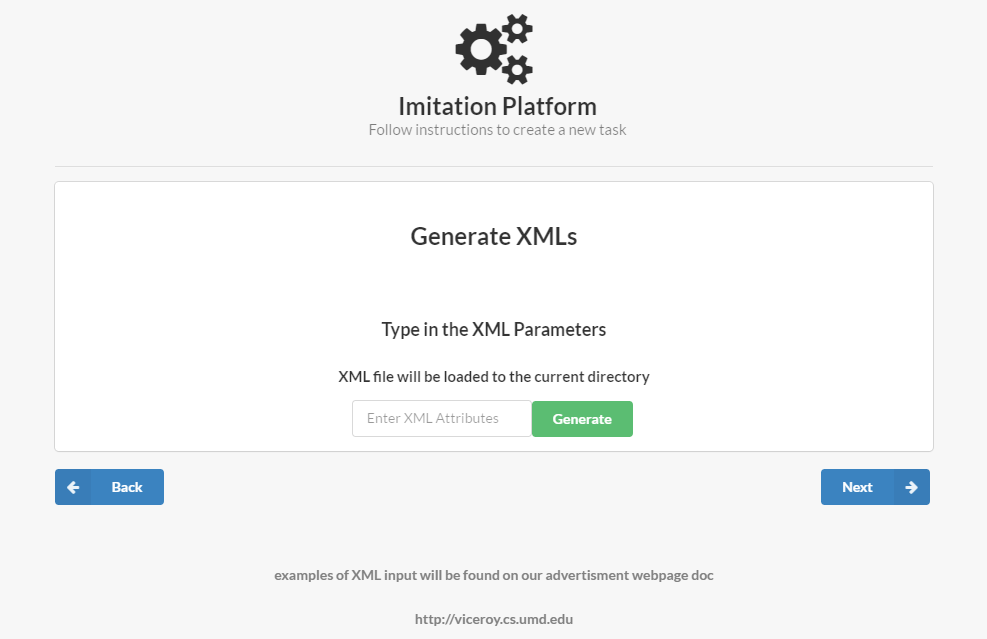 Imitation Platform
Follow instructions to create a new task
Generate XMLs
Type in the XML Parameters
XML file will be loaded to the current directory
Enter XML Attributes
Generate
Back
Next
examples of XML input will be found on our advertisment webpage doc
http://viceroy.cs.umd.edu